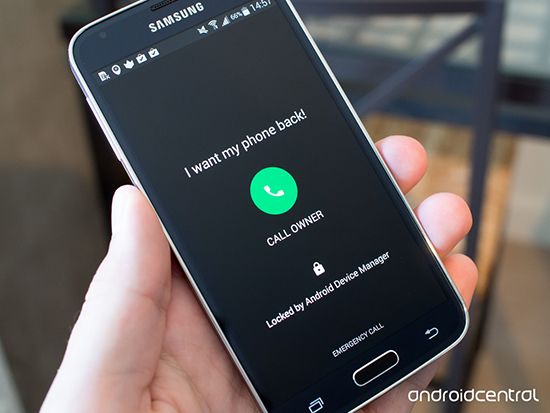 SAMSUNG
66% 14:57
I want my phone back!
CALL OWNER
Locked by Android Device Manager
EMERGENCY CALL
androidcentral